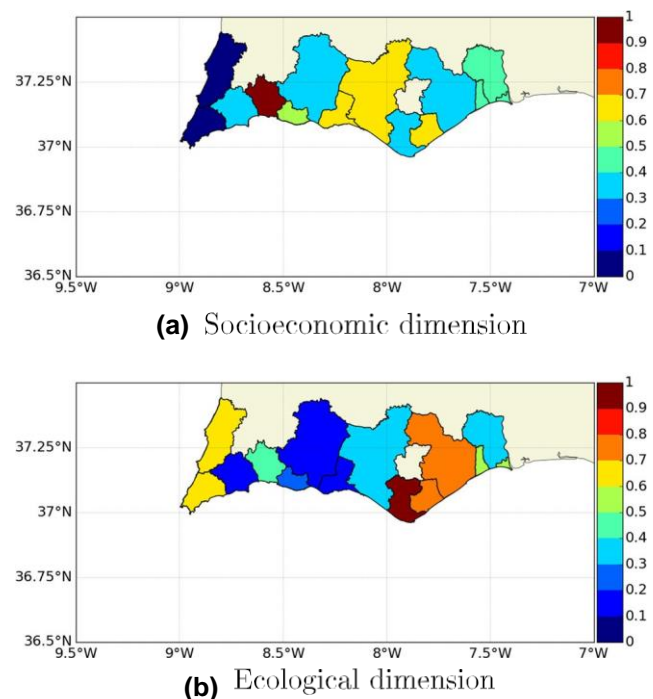 37.25°N
37°N
36.75°N
36.5°N
9.5°W 9°W 8.5°W 8°W 7.5°W 7°W
1
0.9
0.8
0.7
0.6
0.5
0.4
0.3
0.2
0.1
0
(a) Socioeconomic dimension
37.25°N
37°N
36.75°N
36.5°N
9.5°W 9°W 8.5°W 8°W 7.5°W 7°W
1
0.9
0.8
0.7
0.6
0.5
0.4
0.3
0.2
0.1
0
(b) Ecological dimension